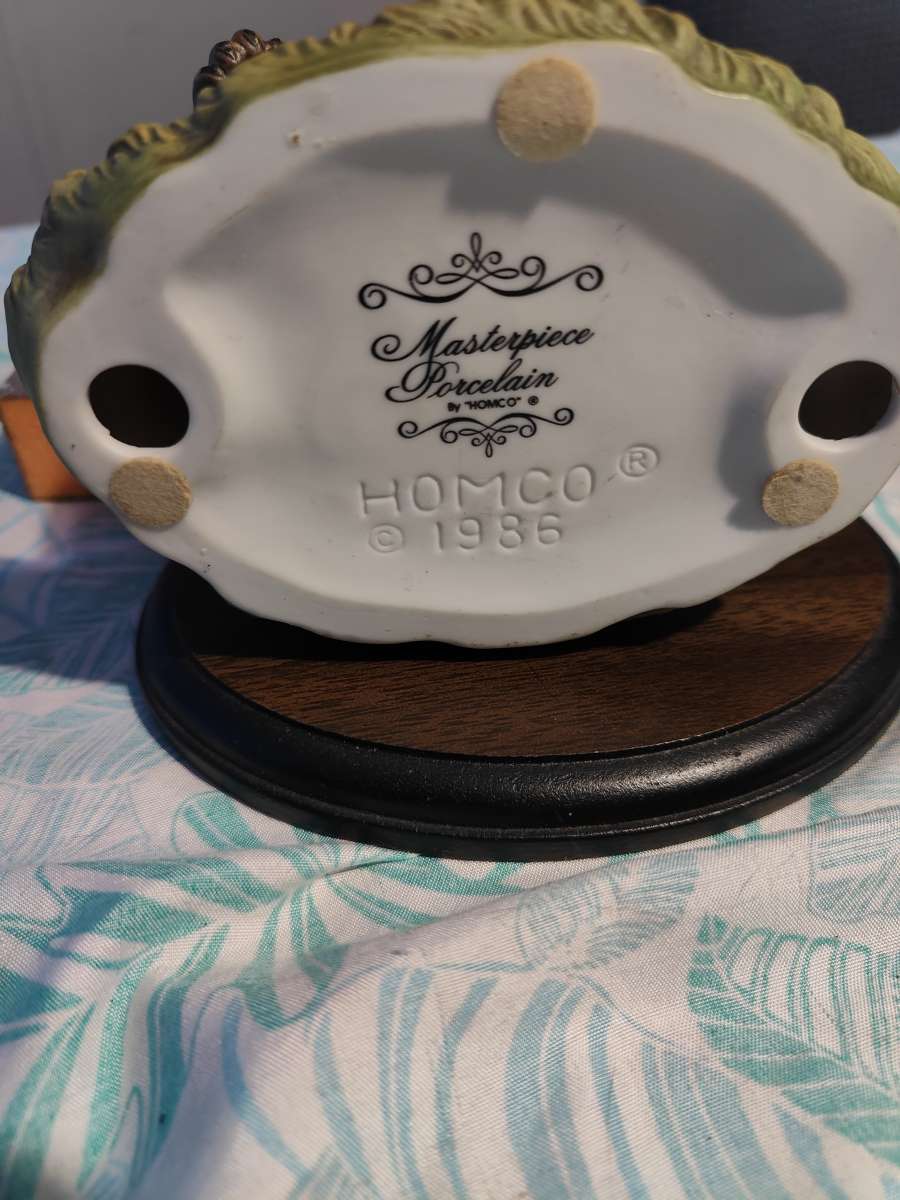 Masterpiece
Porcelain
By "HOMCO" ®
HOMCO ®
© 1986